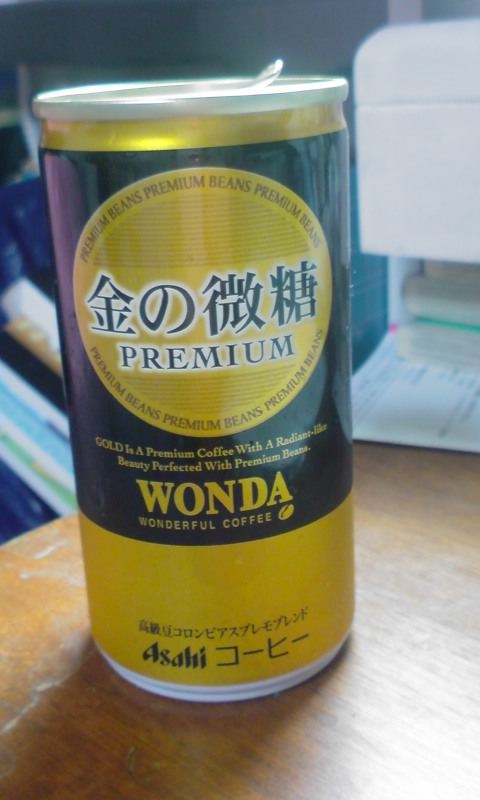 PREMIUM BEANS PREMIUM BEANS PREMIUM BEANS
金の微糖
PREMIUM
PREMIUM BEANS PREMIUM BEANS PREMIUM BEANS
GOLD Is A Premium Coffee With A Radiant-like
Beauty Perfected With Premium Beans.
WONDA
WONDERFUL COFFEE
高級豆コロンビアスプレモブレンド
Asahi コーヒー